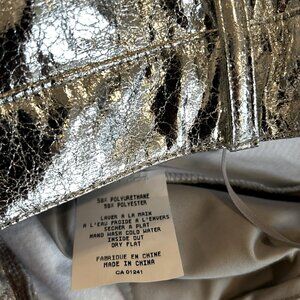 50% POLYURETHANE
50% POLYESTER
LAVER A LA MAIN
A L'EAU FROIDE A L'ENVERS
SECHER A PLAT
HAND WASH COLD WATER
INSIDE OUT
DRY FLAT
FABRIQUE EN CHINE
MADE IN CHINA
CA 01241